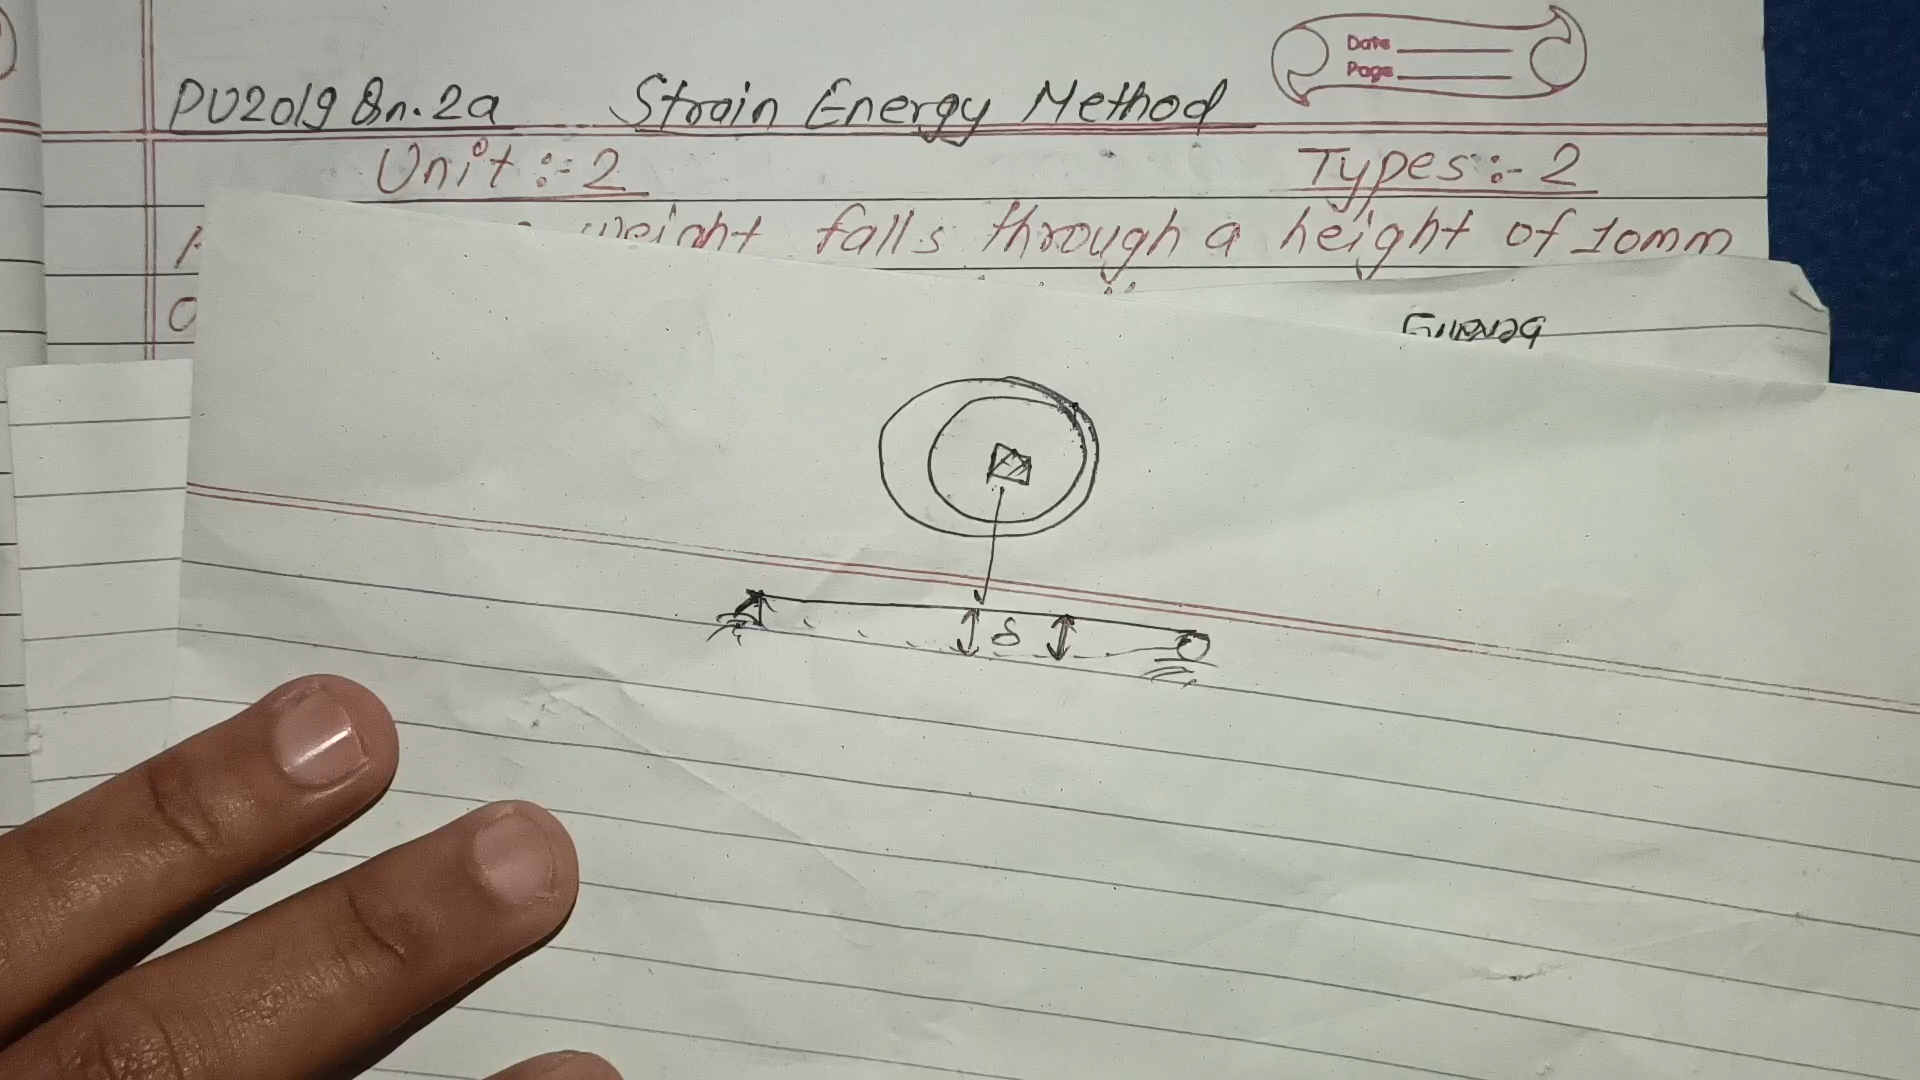 Date
Page
PU2019 Qn.2a Strain Energy Method
Unit :- 2 Types :- 2
weight falls through a height of 10mm
δ